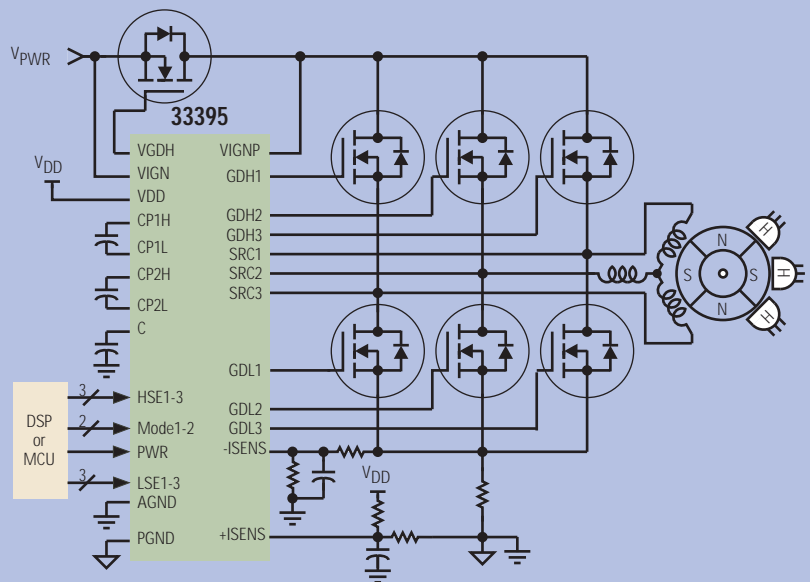 VPWR
33395
VGDH
VIGNP
VDD
VIGN
GDH1
VDD
CP1H
GDH2
CP1L
GDH3
SRC1
CP2H
SRC2
CP2L
SRC3
C
GDL1
DSP
or
MCU
3
HSE1-3
2
Mode1-2
PWR
3
LSE1-3
AGND
PGND
GDL2
GDL3
-ISENS
VDD
+ISENS
N
S
S
N
H
H
H